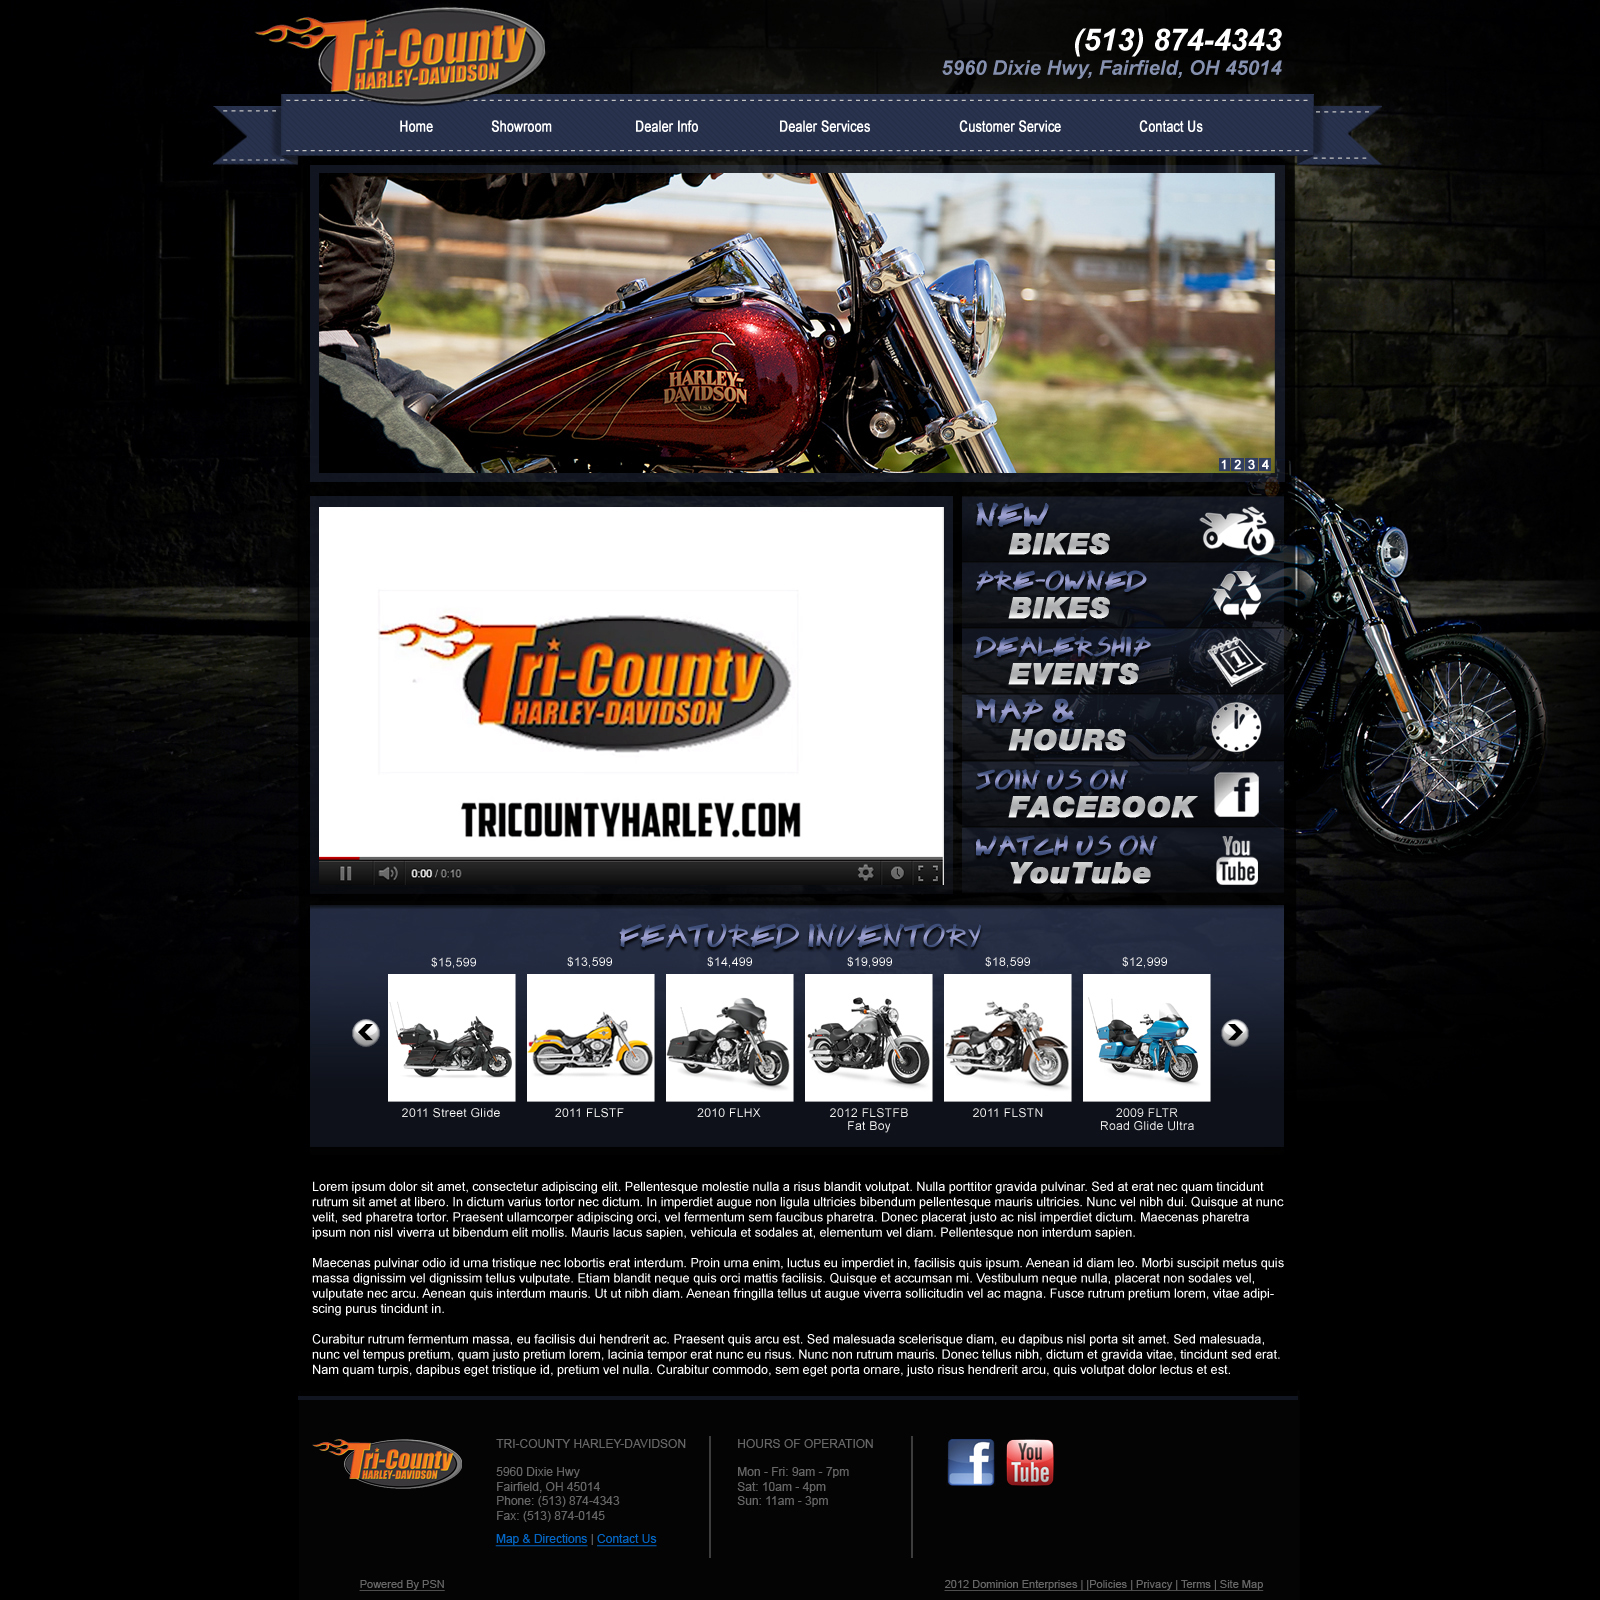 Tri-County
HARLEY-DAVIDSON
(513) 874-4343
5960 Dixie Hwy, Fairfield, OH 45014
Home Showroom Dealer Info Dealer Services Customer Service Contact Us
HARLEY-
DAVIDSON
USA
1 2 3 4
Tri-County
HARLEY-DAVIDSON
TRICOUNTYHARLEY.COM
0:00 / 0:10
NEW
BIKES
PRE-OWNED
BIKES
DEALERSHIP
EVENTS
1
MAP &
HOURS
JOIN US ON
FACEBOOK
f
WATCH US ON
YouTube
You
Tube
FEATURED INVENTORY
$15,599 $13,599 $14,499 $19,999 $18,599 $12,999
2011 Street Glide 2011 FLSTF 2010 FLHX 2012 FLSTFB 2011 FLSTN 2009 FLTR
Fat Boy Road Glide Ultra
Lorem ipsum dolor sit amet, consectetur adipiscing elit. Pellentesque molestie nulla a risus blandit volutpat. Nulla porttitor gravida pulvinar. Sed at erat nec quam tincidunt
rutrum sit amet at libero. In dictum varius tortor nec dictum. In imperdiet augue non ligula ultricies bibendum pellentesque mauris ultricies. Nunc vel nibh dui. Quisque at nunc
velit, sed pharetra tortor. Praesent ullamcorper adipiscing orci, vel fermentum sem faucibus pharetra. Donec placerat justo ac nisl imperdiet dictum. Maecenas pharetra
ipsum non nisl viverra ut bibendum elit mollis. Mauris lacus sapien, vehicula et sodales at, elementum vel diam. Pellentesque non interdum sapien.
Maecenas pulvinar odio id urna tristique nec lobortis erat interdum. Proin urna enim, luctus eu imperdiet in, facilisis quis ipsum. Aenean id diam leo. Morbi suscipit metus quis
massa dignissim vel dignissim tellus vulputate. Etiam blandit neque quis orci mattis facilisis. Quisque et accumsan mi. Vestibulum neque nulla, placerat non sodales vel,
vulputate nec arcu. Aenean quis interdum mauris. Ut ut nibh diam. Aenean fringilla tellus ut augue viverra sollicitudin vel ac magna. Fusce rutrum pretium lorem, vitae adipi-
scing purus tincidunt in.
Curabitur rutrum fermentum massa, eu facilisis dui hendrerit ac. Praesent quis arcu est. Sed malesuada scelerisque diam, eu dapibus nisl porta sit amet. Sed malesuada,
nunc vel tempus pretium, quam justo pretium lorem, lacinia tempor erat nunc eu risus. Nunc non rutrum mauris. Donec tellus nibh, dictum et gravida vitae, tincidunt sed erat.
Nam quam turpis, dapibus eget tristique id, pretium vel nulla. Curabitur commodo, sem eget porta ornare, justo risus hendrerit arcu, quis volutpat dolor lectus et est.
Tri-County
HARLEY-DAVIDSON
TRI-COUNTY HARLEY-DAVIDSON
5960 Dixie Hwy
Fairfield, OH 45014
Phone: (513) 874-4343
Fax: (513) 874-0145
Map & Directions | Contact Us
HOURS OF OPERATION
Mon - Fri: 9am - 7pm
Sat: 10am - 4pm
Sun: 11am - 3pm
f
You
Tube
Powered By PSN
2012 Dominion Enterprises | |Policies | Privacy | Terms | Site Map